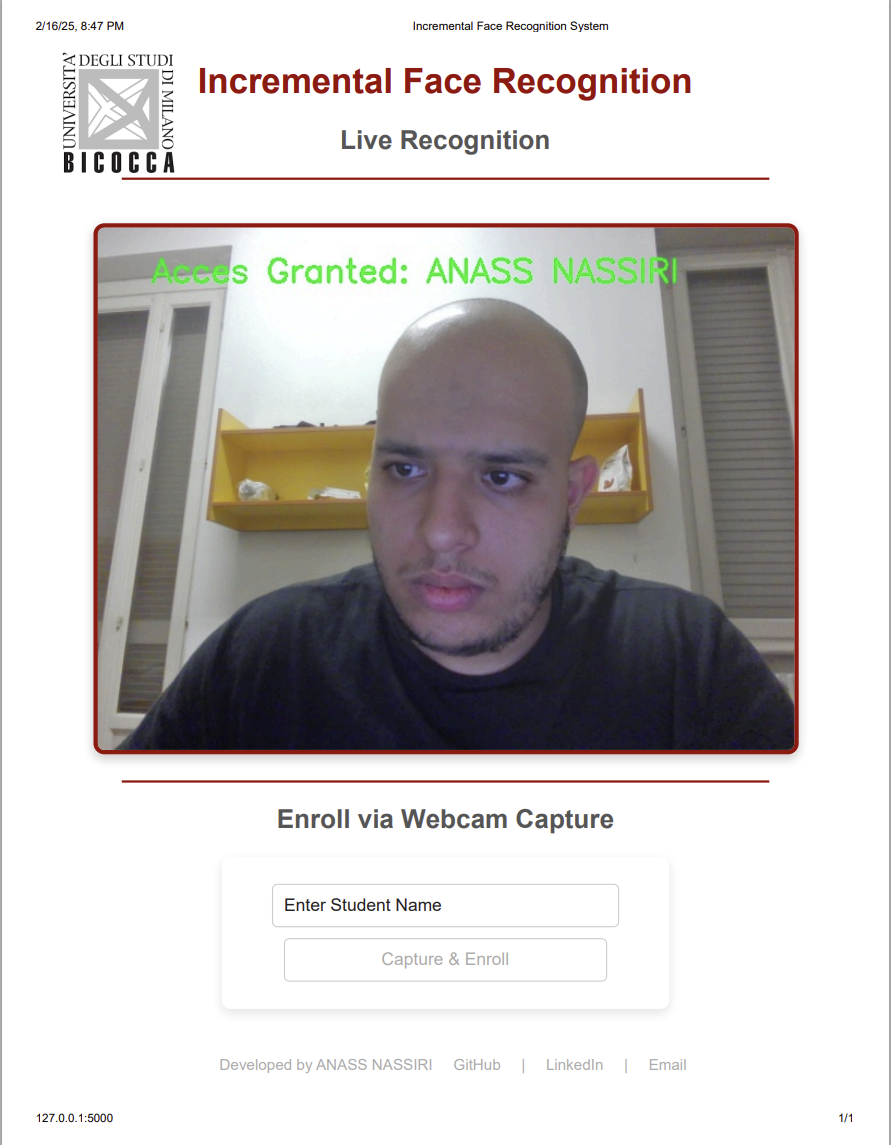 2/16/25, 8:47 PM
Incremental Face Recognition System
UNIVERSITA' DEGLI STUDI DI MILANO
BICOCCA
Incremental Face Recognition
Live Recognition
Acces Granted: ANASS NASSIRI
Enroll via Webcam Capture
Enter Student Name
Capture & Enroll
Developed by ANASS NASSIRI GitHub | LinkedIn | Email
127.0.0.1:5000
1/1